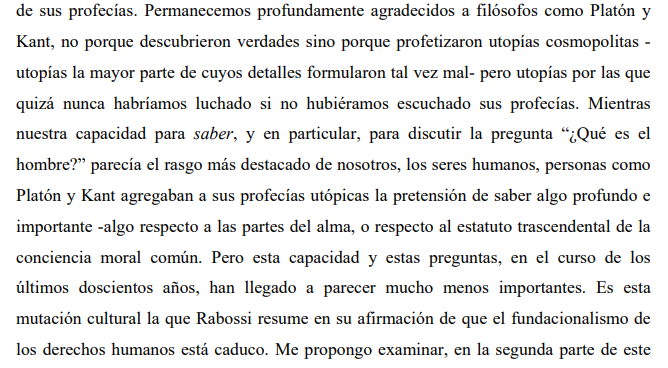 de sus profecías. Permanecemos profundamente agradecidos a filósofos como Platón y
Kant, no porque descubrieron verdades sino porque profetizaron utopías cosmopolitas -
utopías la mayor parte de cuyos detalles formularon tal vez mal- pero utopías por las que
quizá nunca habríamos luchado si no hubiéramos escuchado sus profecías. Mientras
nuestra capacidad para saber, y en particular, para discutir la pregunta “¿Qué es el
hombre?” parecía el rasgo más destacado de nosotros, los seres humanos, personas como
Platón y Kant agregaban a sus profecías utópicas la pretensión de saber algo profundo e
importante -algo respecto a las partes del alma, o respecto al estatuto trascendental de la
conciencia moral común. Pero esta capacidad y estas preguntas, en el curso de los
últimos doscientos años, han llegado a parecer mucho menos importantes. Es esta
mutación cultural la que Rabossi resume en su afirmación de que el fundacionalismo de
los derechos humanos está caduco. Me propongo examinar, en la segunda parte de este